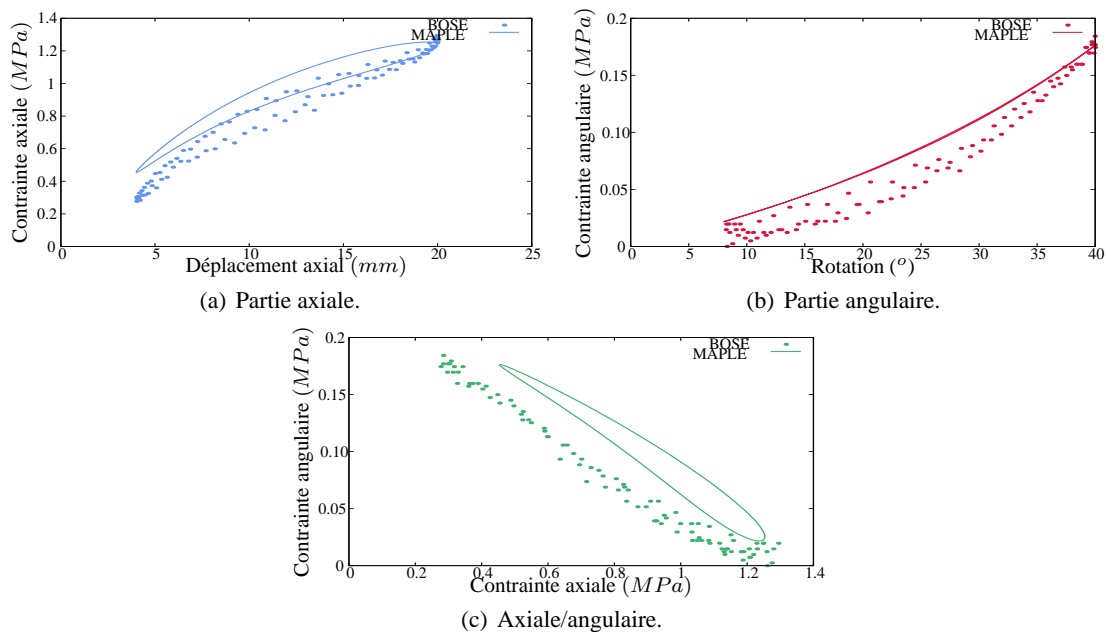 Contrainte axiale (MPa)
1.4
1.2
1
0.8
0.6
0.4
0.2
0
0
5
10
15
20
25
BOSE
MAPLE
Déplacement axial (mm)
(a) Partie axiale.
Contrainte angulaire (MPa)
0.2
0.15
0.10
0.05
0
0
5
10
15
20
25
30
35
40
BOSE
MAPLE
Rotation (°)
(b) Partie angulaire.
Contrainte angulaire (MPa)
0.2
0.15
0.10
0.05
0
0
0.2
0.4
0.6
0.8
1
1.2
1.4
BOSE
MAPLE
Contrainte axiale (MPa)
(c) Axiale/angulaire.